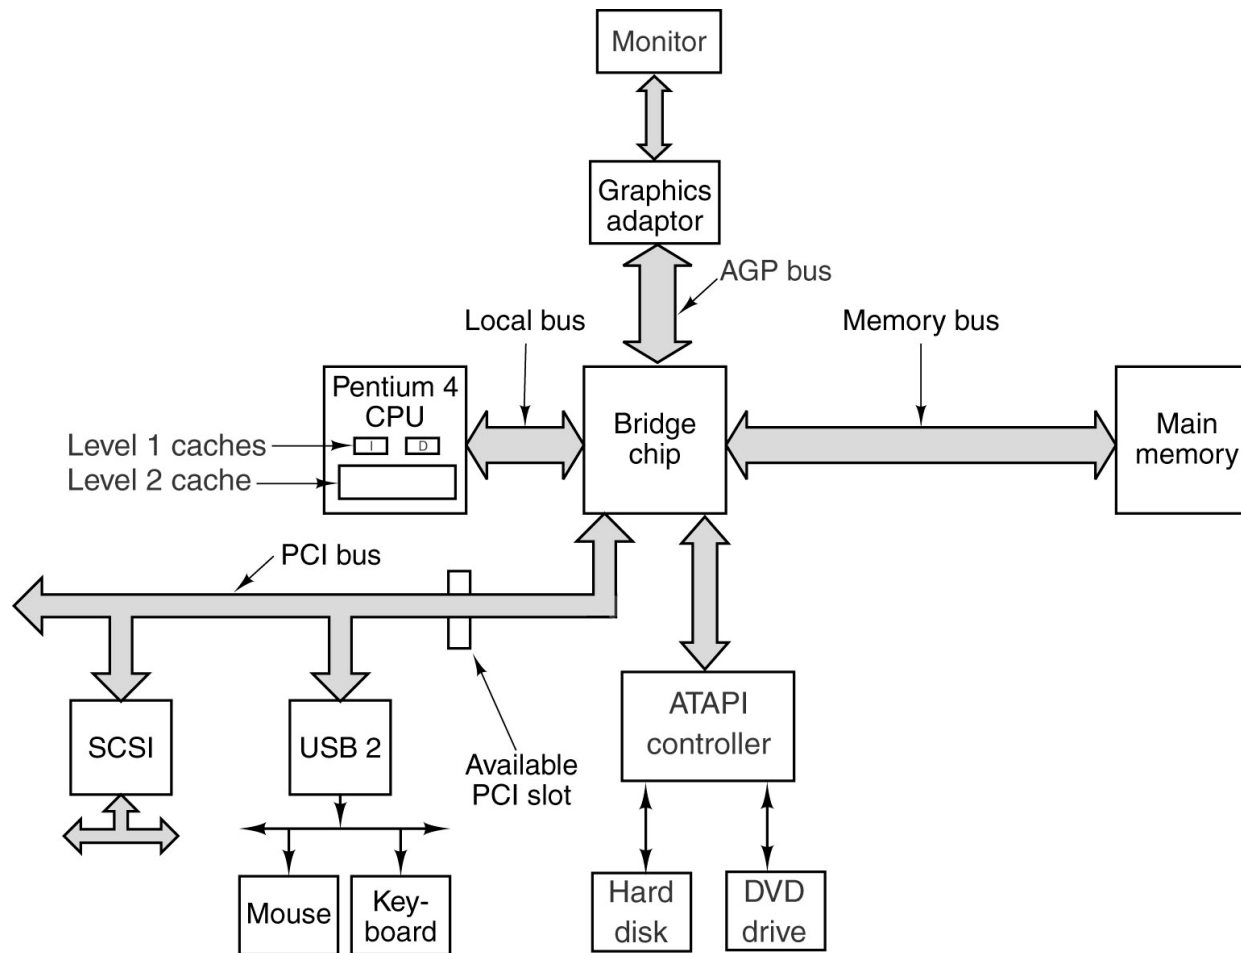 Monitor
Graphics
adaptor
AGP bus
Local bus
Memory bus
Pentium 4
CPU
I
D
Level 1 caches
Level 2 cache
Bridge
chip
Main
memory
PCI bus
SCSI
USB 2
Available
PCI slot
ATAPI
controller
Mouse
Key-
board
Hard
disk
DVD
drive